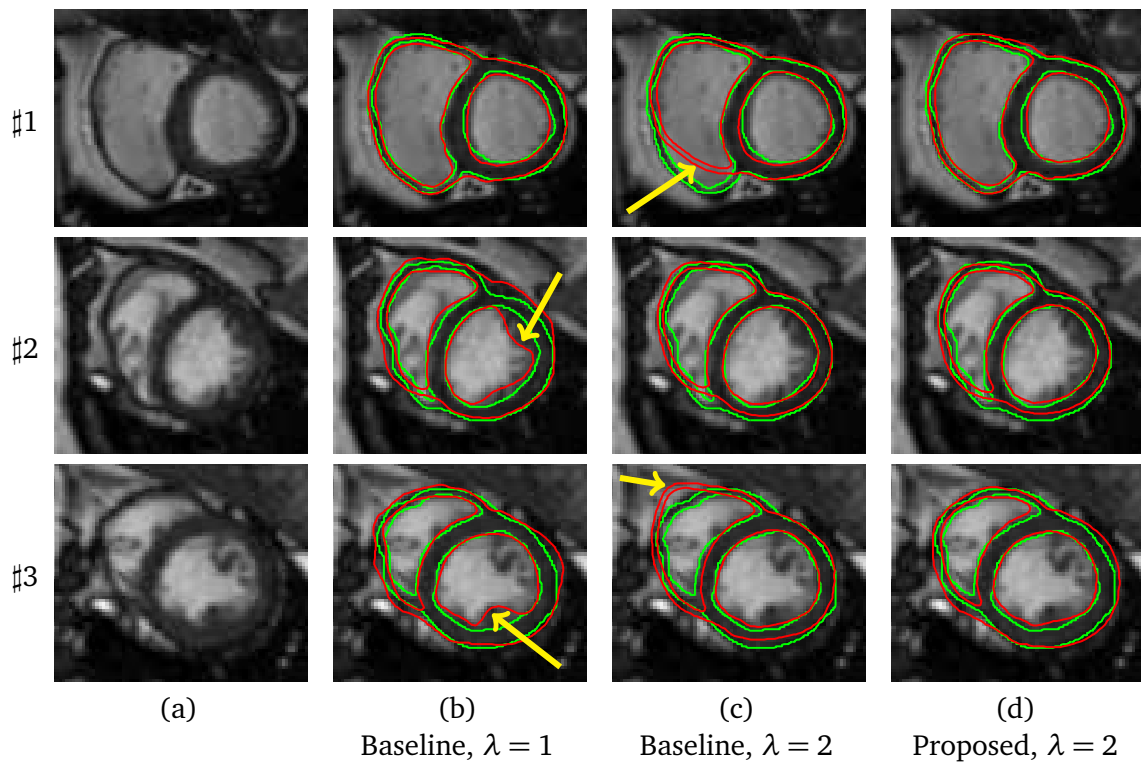 ♯1
♯2
♯3
(a) (b) (c) (d)
Baseline, λ = 1 Baseline, λ = 2 Proposed, λ = 2